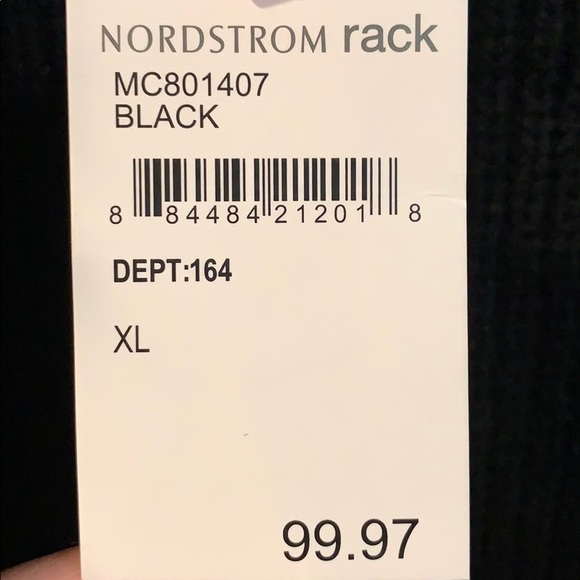 NORDSTROM rack
MC801407
BLACK
8 84484 21201 8
DEPT:164
XL
99.97